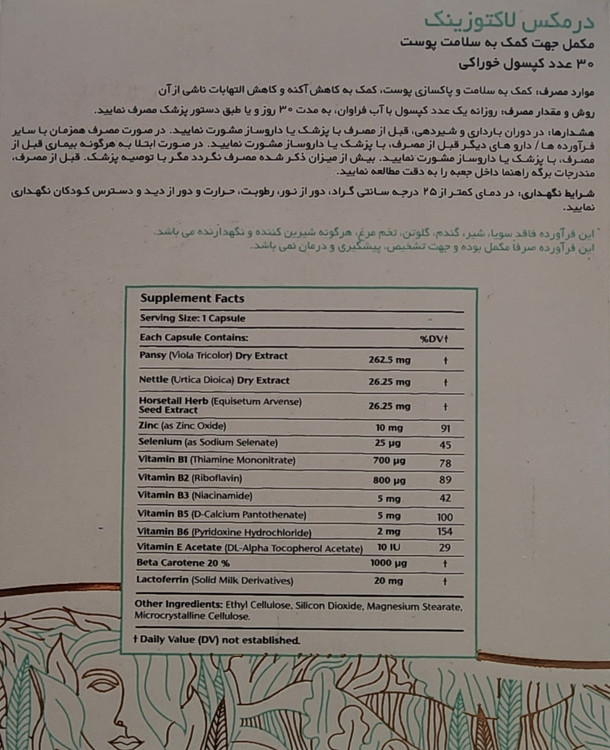 درمکس لاکتوزینک
مکمل جهت کمک به سلامت پوست
۳۰ عدد کپسول خوراکی
موارد مصرف: کمک به سلامت و پاکسازی پوست، کمک به کاهش آکنه و کاهش التهابات ناشی از آن
روش و مقدار مصرف: روزانه یک عدد کپسول با آب فراوان، به مدت ۳۰ روز و یا طبق دستور پزشک مصرف نمایید.
هشدارها: در دوران بارداری و شیردهی، قبل از مصرف با پزشک یا داروساز مشورت نمایید. در صورت مصرف همزمان با سایر
فرآورده ها / دارو های دیگر قبل از مصرف، با پزشک یا داروساز مشورت نمایید. در صورت ابتلا به هرگونه بیماری قبل از
مصرف، با پزشک یا داروساز مشورت نمایید. بیش از میزان ذکر شده مصرف نگردد مگر با توصیه پزشک. قبل از مصرف،
مندرجات برگه راهنما داخل جعبه را به دقت مطالعه نمایید.
شرایط نگهداری: در دمای کمتر از ۲۵ درجه سانتی گراد، دور از نور، رطوبت، حرارت و دور از دید و دسترس کودکان نگهداری
نمایید.
* این فرآورده فاقد سویا، شیر، گندم، گلوتن، تخم مرغ، هرگونه شیرین کننده و نگهدارنده می باشد.
این فرآورده صرفا مکمل بوده و جهت تشخیص، پیشگیری و درمان نمی باشد.
Supplement Facts
Serving Size: 1 Capsule
Each Capsule Contains: %DV†
Pansy (Viola Tricolor) Dry Extract 262.5 mg †
Nettle (Urtica Dioica) Dry Extract 26.25 mg †
Horsetail Herb (Equisetum Arvense)
Seed Extract 26.25 mg †
Zinc (as Zinc Oxide) 10 mg 91
Selenium (as Sodium Selenate) 25 µg 45
Vitamin B1 (Thiamine Mononitrate) 700 µg 78
Vitamin B2 (Riboflavin) 800 µg 89
Vitamin B3 (Niacinamide) 5 mg 42
Vitamin B5 (D-Calcium Pantothenate) 5 mg 100
Vitamin B6 (Pyridoxine Hydrochloride) 2 mg 154
Vitamin E Acetate (DL-Alpha Tocopherol Acetate) 10 IU 29
Beta Carotene 20 % 1000 µg †
Lactoferrin (Solid Milk Derivatives) 20 mg †
Other Ingredients: Ethyl Cellulose, Silicon Dioxide, Magnesium Stearate,
Microcrystalline Cellulose.
† Daily Value (DV) not established.